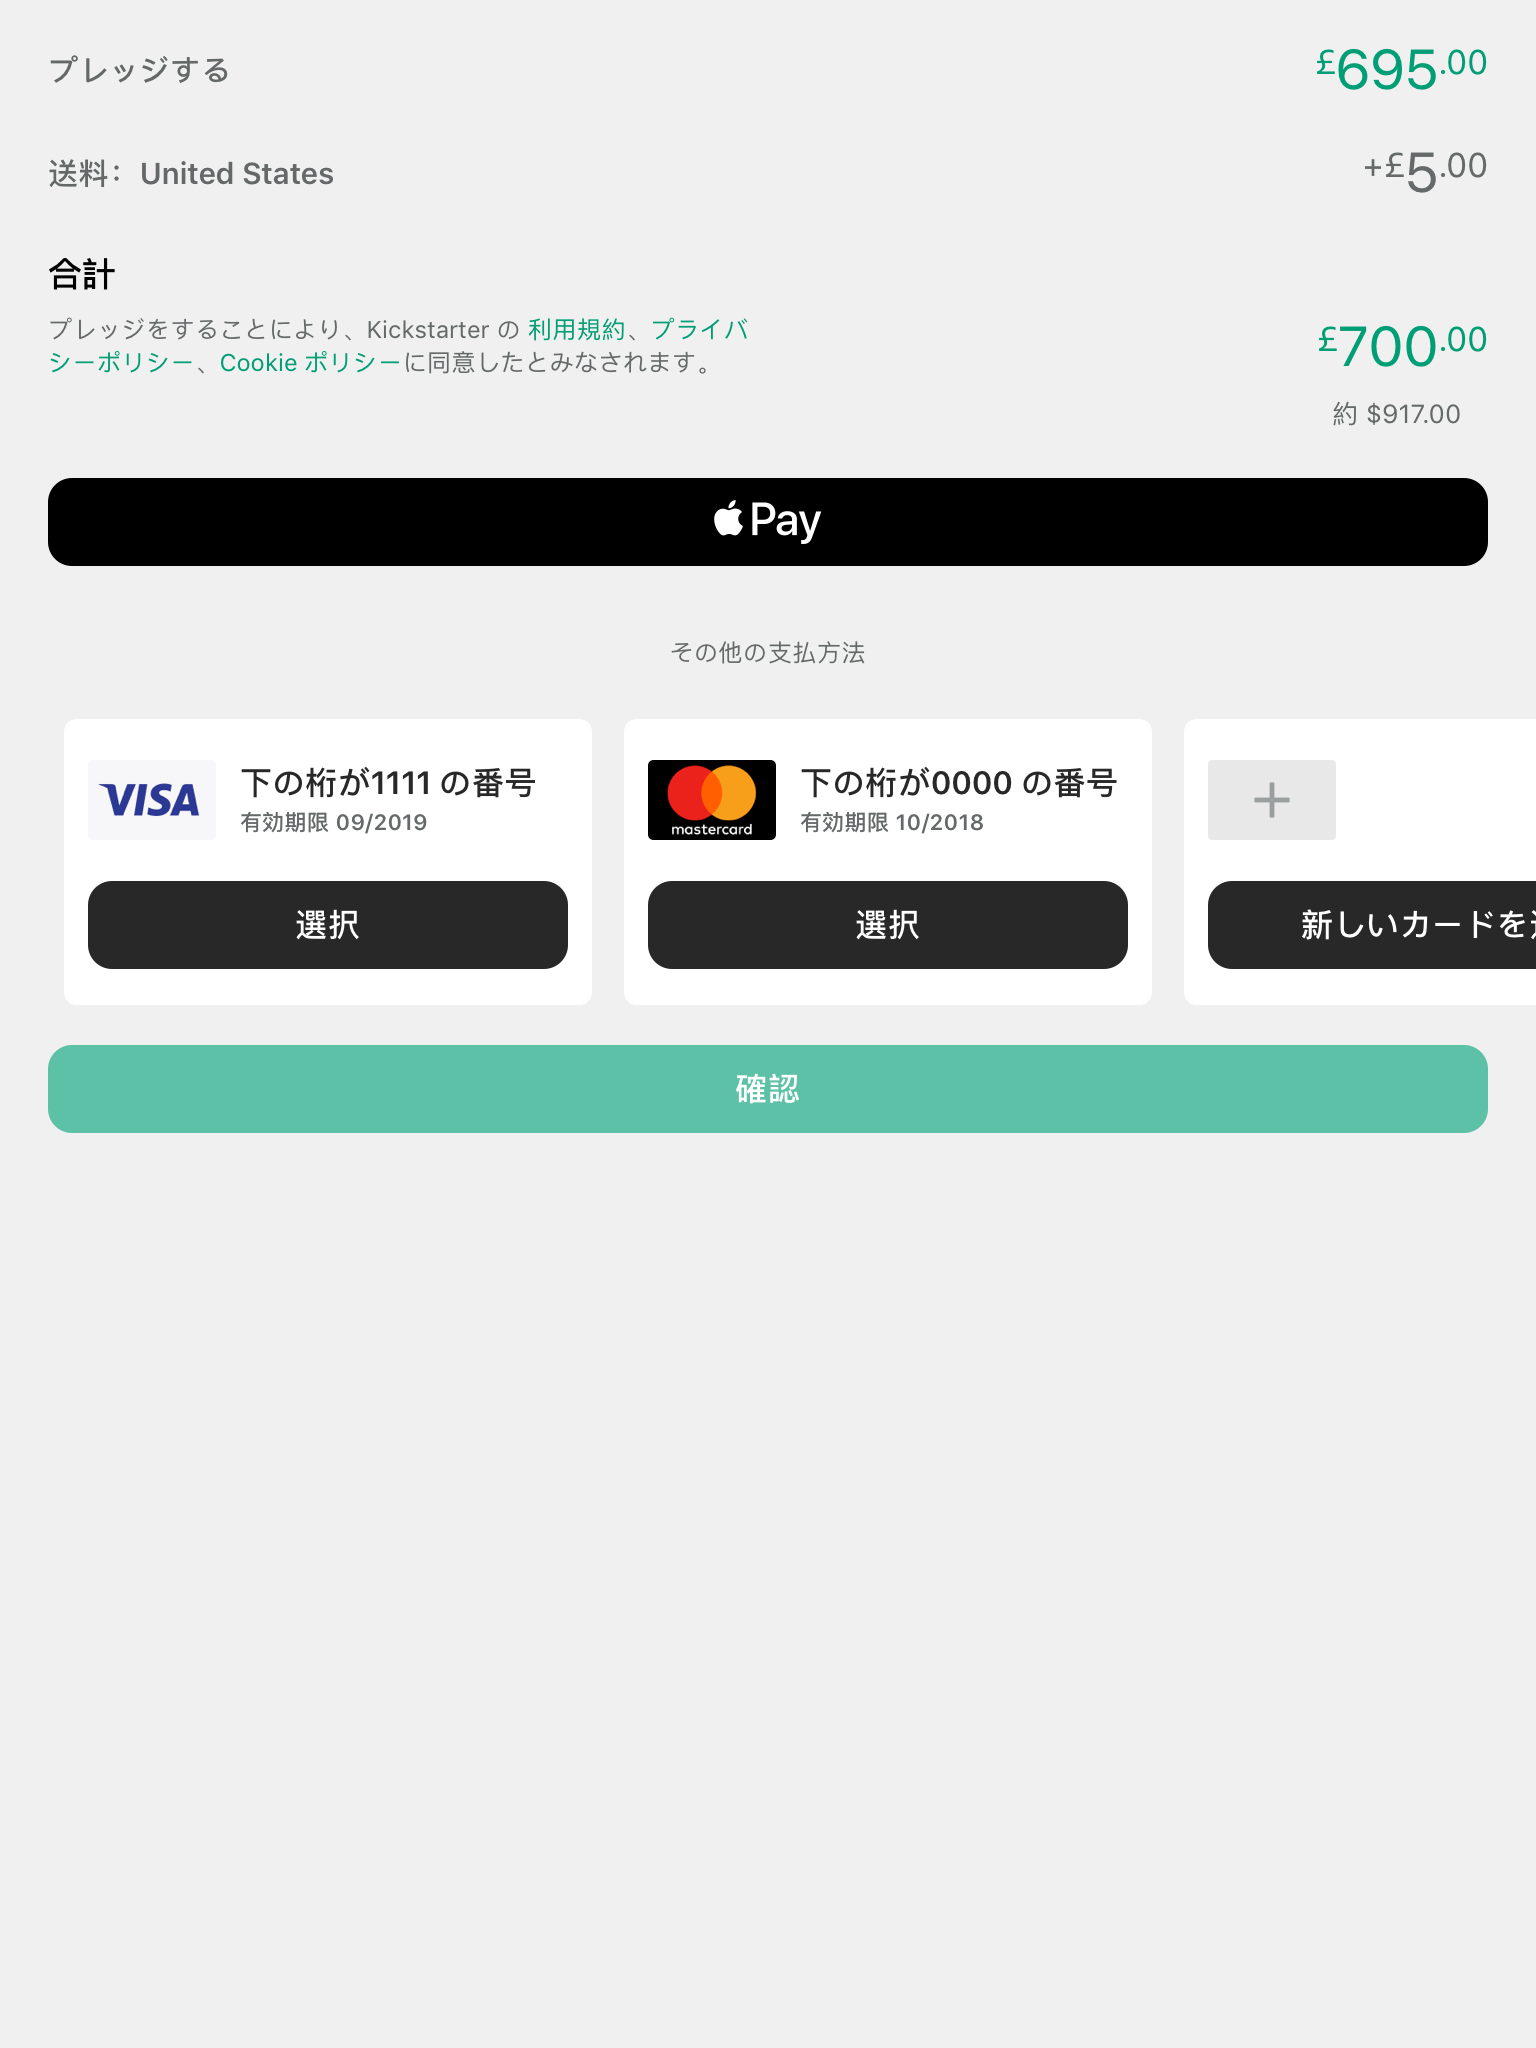 プレッジする £695.00
送料： United States +£5.00
合計
プレッジをすることにより、Kickstarter の 利用規約、プライバ
シーポリシー、Cookie ポリシーに同意したとみなされます。
£700.00
約 $917.00
Pay
その他の支払方法
VISA
下の桁が1111 の番号
有効期限 09/2019
選択
mastercard
下の桁が0000 の番号
有効期限 10/2018
選択
新しいカードを
確認